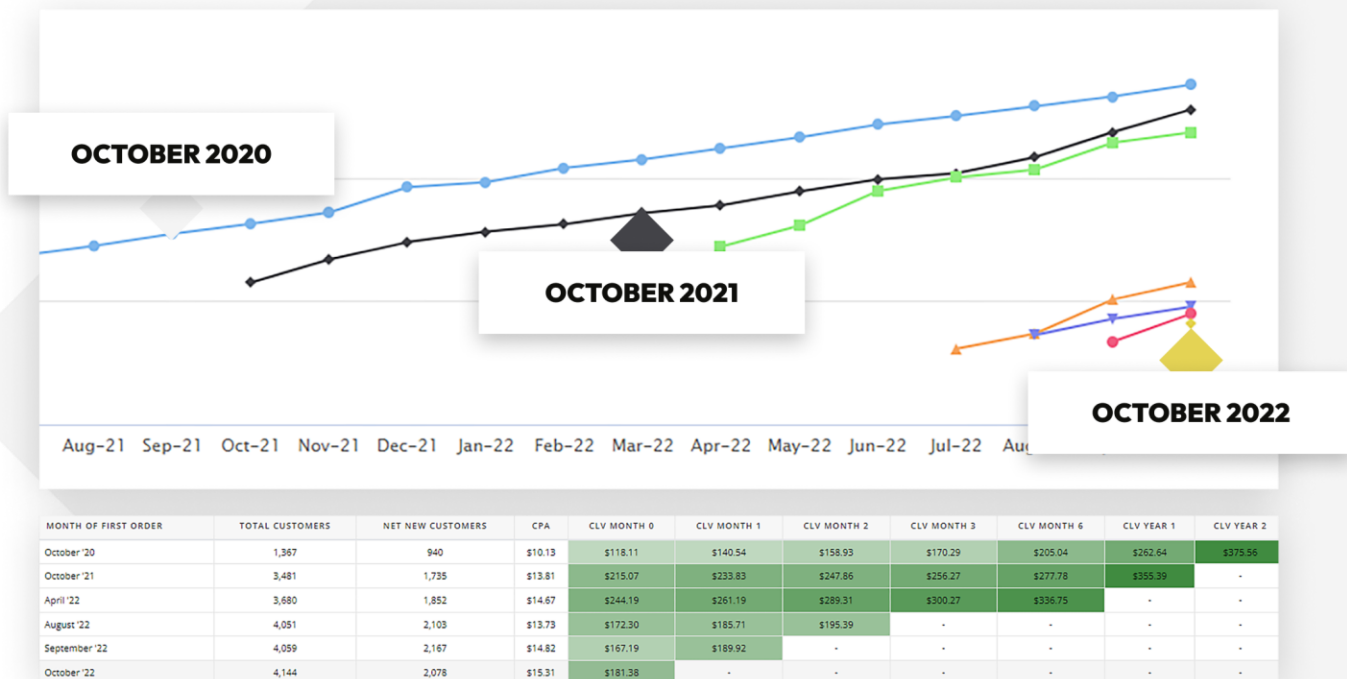 OCTOBER 2020
OCTOBER 2021
OCTOBER 2022
Aug-21 Sep-21 Oct-21 Nov-21 Dec-21 Jan-22 Feb-22 Mar-22 Apr-22 May-22 Jun-22 Jul-22
MONTH OF FIRST ORDER TOTAL CUSTOMERS NET NEW CUSTOMERS CPA CLV MONTH 0 CLV MONTH 1 CLV MONTH 2 CLV MONTH 3 CLV MONTH 6 CLV YEAR 1 CLV YEAR 2
October '20 1,367 940 $10.13 $118.11 $140.54 $158.93 $170.29 $205.04 $262.64 $375.56
October '21 3,481 1,735 $13.81 $215.07 $233.83 $247.86 $256.27 $277.78 $355.39 -
April '22 3,680 1,852 $14.67 $244.19 $261.19 $289.31 $300.27 $336.75 - -
August '22 4,051 2,103 $13.73 $172.30 $185.71 $195.39 - - - -
September '22 4,059 2,167 $14.82 $167.19 $189.92 - - - - -
October '22 4,144 2,078 $15.31 $181.38 - - - - - -